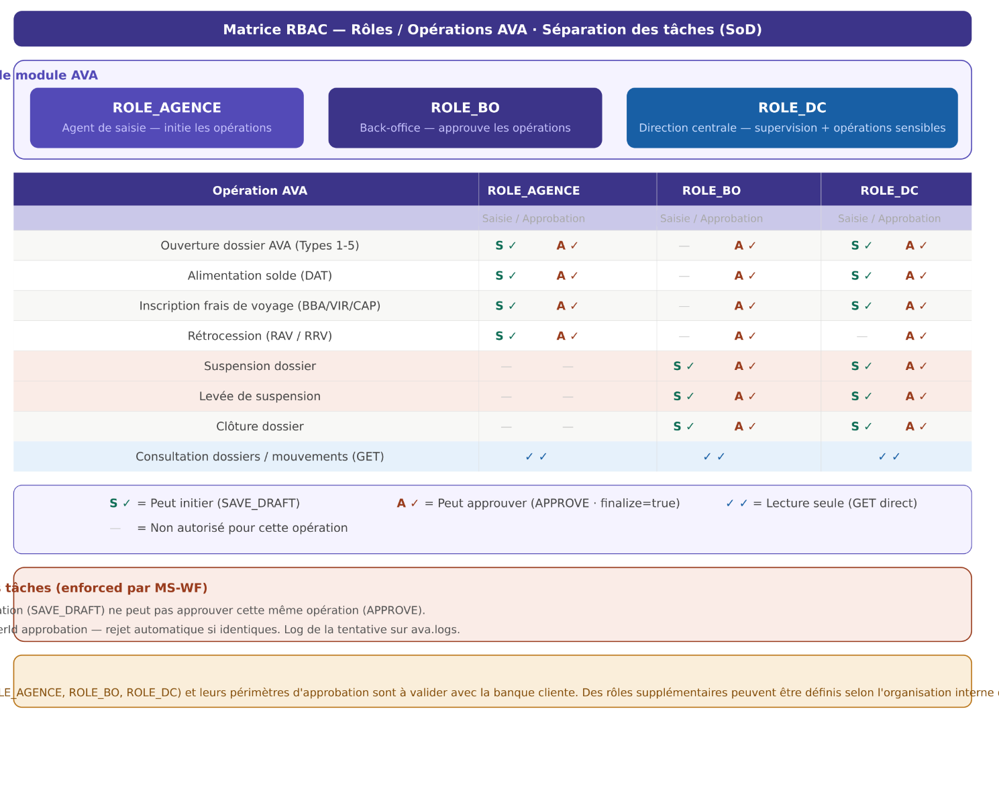 Matrice RBAC — Rôles / Opérations AVA · Séparation des tâches (SoD)
le module AVA
ROLE_AGENCE
Agent de saisie — initie les opérations
ROLE_BO
Back-office — approuve les opérations
ROLE_DC
Direction centrale — supervision + opérations sensibles
Opération AVA ROLE_AGENCE ROLE_BO ROLE_DC
Saisie / Approbation Saisie / Approbation Saisie / Approbation
Ouverture dossier AVA (Types 1-5) S ✓ A ✓ — A ✓ S ✓ A ✓
Alimentation solde (DAT) S ✓ A ✓ — A ✓ S ✓ A ✓
Inscription frais de voyage (BBA/VIR/CAP) S ✓ A ✓ — A ✓ S ✓ A ✓
Rétrocession (RAV / RRV) S ✓ A ✓ — A ✓ — A ✓
Suspension dossier — — S ✓ A ✓ S ✓ A ✓
Levée de suspension — — S ✓ A ✓ S ✓ A ✓
Clôture dossier — — S ✓ A ✓ S ✓ A ✓
Consultation dossiers / mouvements (GET) ✓ ✓ ✓ ✓ ✓ ✓
S ✓ = Peut initier (SAVE_DRAFT) A ✓ = Peut approuver (APPROVE · finalize=true) ✓ ✓ = Lecture seule (GET direct)
— = Non autorisé pour cette opération
tâches (enforced par MS-WF)
ation (SAVE_DRAFT) ne peut pas approuver cette même opération (APPROVE).
erId approbation — rejet automatique si identiques. Log de la tentative sur ava.logs.
LE_AGENCE, ROLE_BO, ROLE_DC) et leurs périmètres d'approbation sont à valider avec la banque cliente. Des rôles supplémentaires peuvent être définis selon l'organisation interne